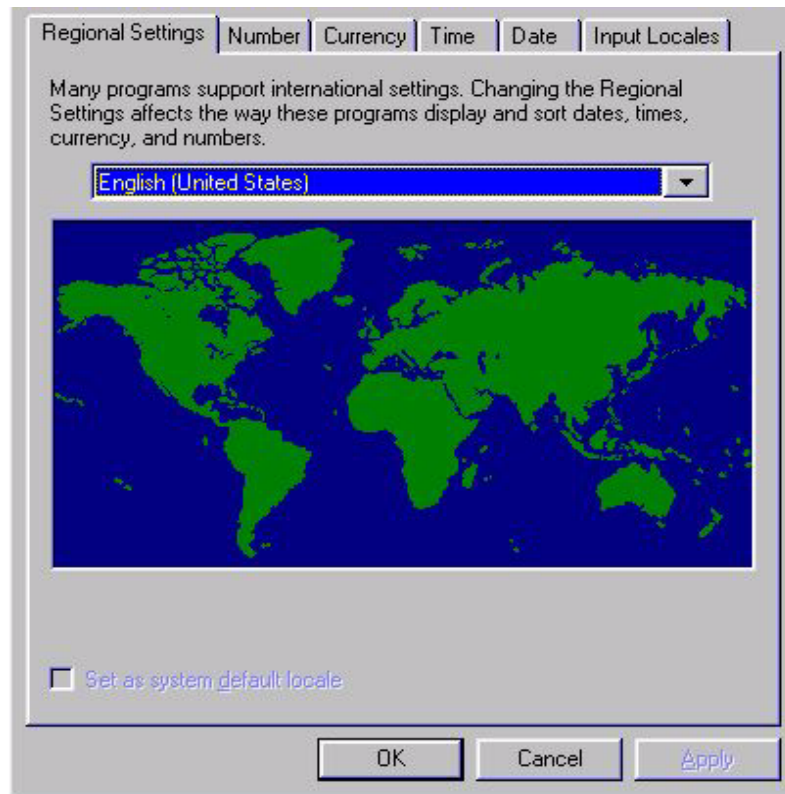 Regional Settings Number Currency Time Date Input Locales
Many programs support international settings. Changing the Regional
Settings affects the way these programs display and sort dates, times,
currency, and numbers.
English (United States)
Set as system default locale
OK Cancel Apply